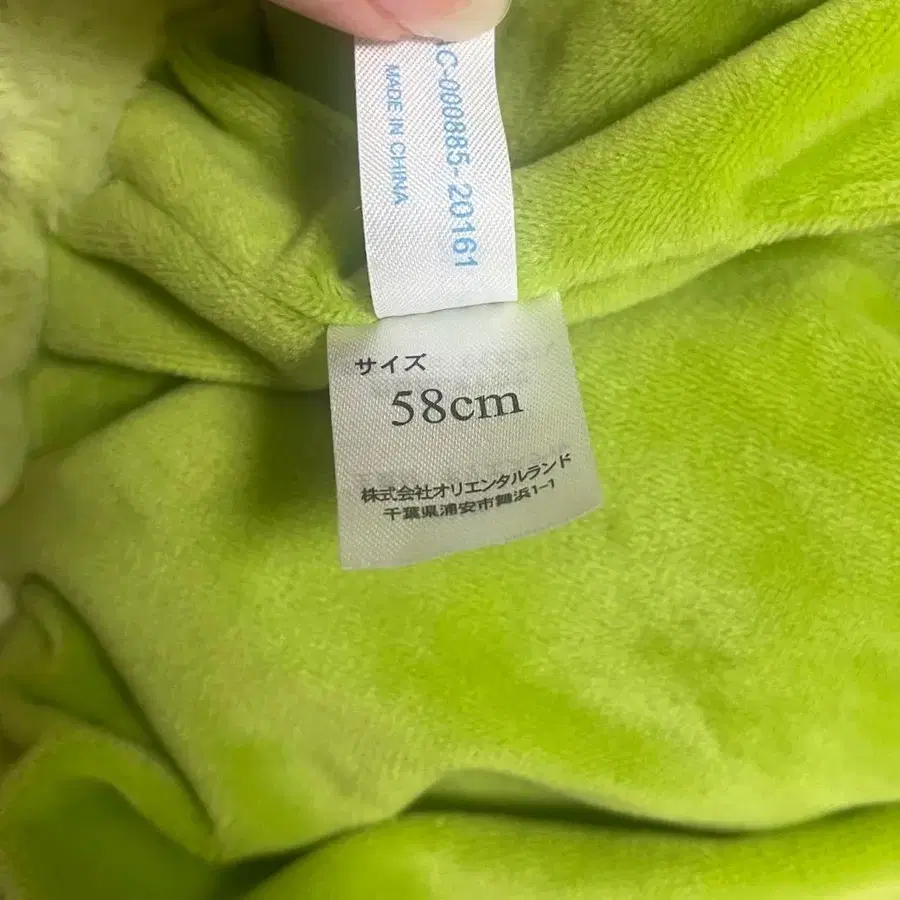 C-000885-20161
MADE IN CHINA
サイズ
58cm
株式会社オリエンタルランド
千葉県浦安市舞浜1-1